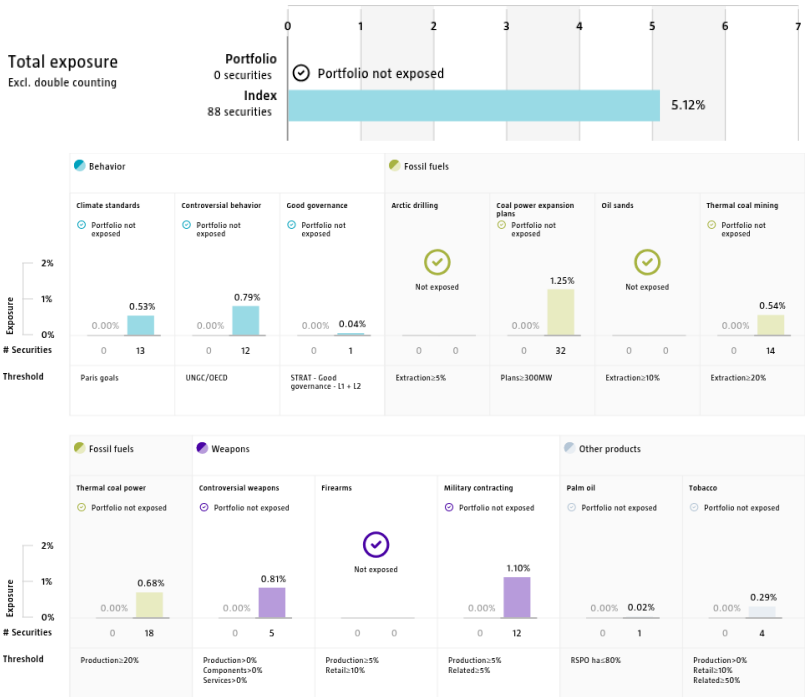 0 1 2 3 4 5 6 7
Total exposure
Excl. double counting
Portfolio
0 securities
Portfolio not exposed
Index
88 securities
5.12%
Behavior
Fossil fuels
Climate standards
Portfolio not
exposed
Controversial behavior
Portfolio not
exposed
Good governance
Portfolio not
exposed
Arctic drilling
Not exposed
Coal power expansion
plans
Portfolio not
exposed
Oil sands
Not exposed
Thermal coal mining
Portfolio not
exposed
Exposure
2%
1%
0%
0.00% 0.53%
0.00% 0.79%
0.00% 0.04%
0.00% 1.25%
0.00% 0.54%
# Securities 0 13 0 12 0 1 0 0 0 32 0 0 0 14
Threshold
Paris goals
UNGC/OECD
STRAT - Good
governance - L1 + L2
Extraction≥5%
Plans≥300MW
Extraction≥10%
Extraction≥20%
Fossil fuels
Weapons
Other products
Thermal coal power
Portfolio not exposed
Controversial weapons
Portfolio not exposed
Firearms
Not exposed
Military contracting
Portfolio not exposed
Palm oil
Portfolio not exposed
Tobacco
Portfolio not exposed
Exposure
2%
1%
0%
0.00% 0.68%
0.00% 0.81%
0.00% 1.10%
0.00% 0.02%
0.00% 0.29%
# Securities 0 18 0 5 0 0 0 12 0 1 0 4
Threshold
Production≥20%
Production>0%
Components>0%
Services>0%
Production≥5%
Retail≥10%
Production≥5%
Related≥5%
RSPO ha≤80%
Production>0%
Retail≥10%
Related≥50%